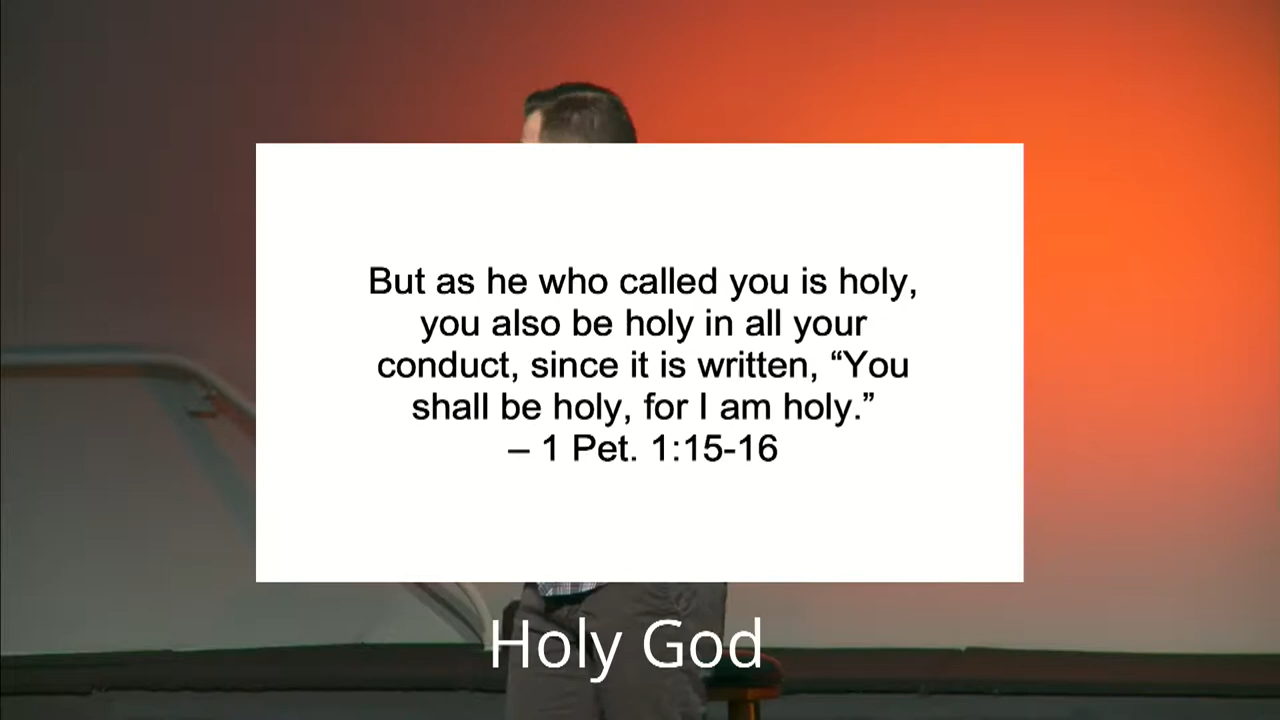 But as he who called you is holy,
you also be holy in all your
conduct, since it is written, “You
shall be holy, for I am holy.”
– 1 Pet. 1:15-16
Holy God